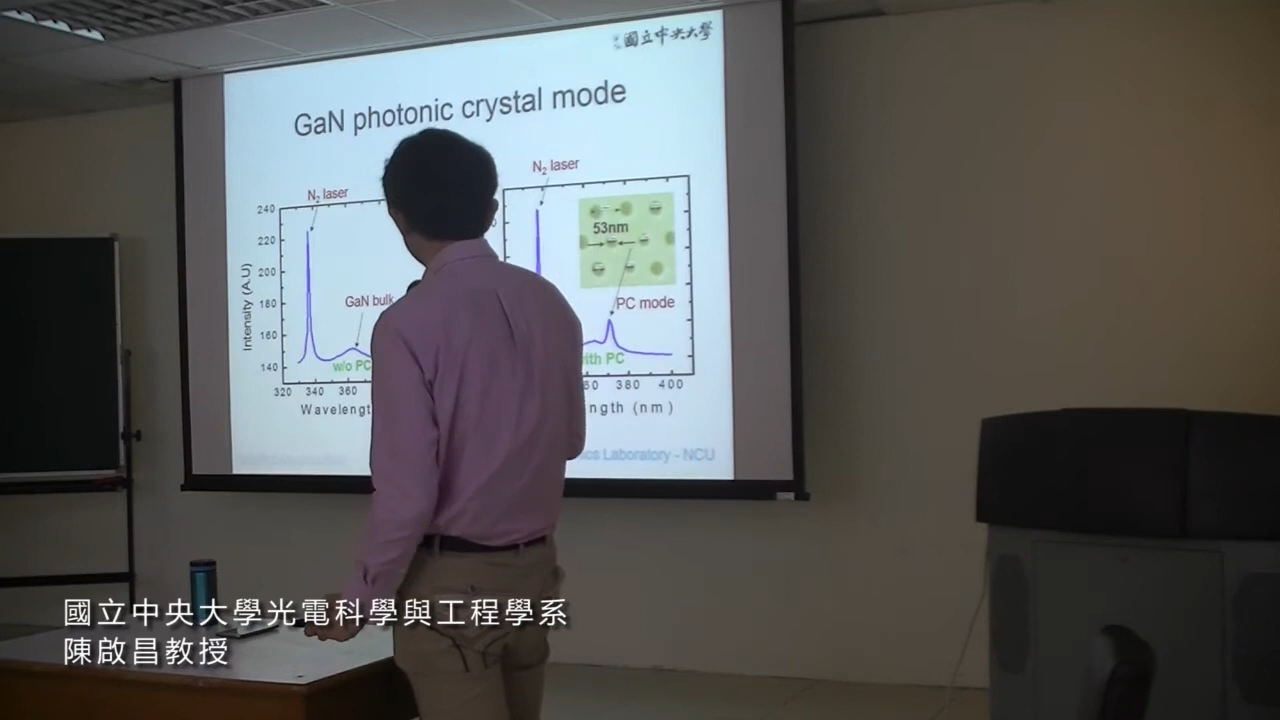 國立中央大學
GaN photonic crystal mode
N2 laser
N2 laser
240
220
200
180
160
140
Intensity (A.U)
GaN bulk
w/o PC
320 340 360
53nm
PC mode
ith PC
380 400
Wavelengt
ngth (nm)
Laboratory - NCU
國立中央大學光電科學與工程學系
陳啟昌教授